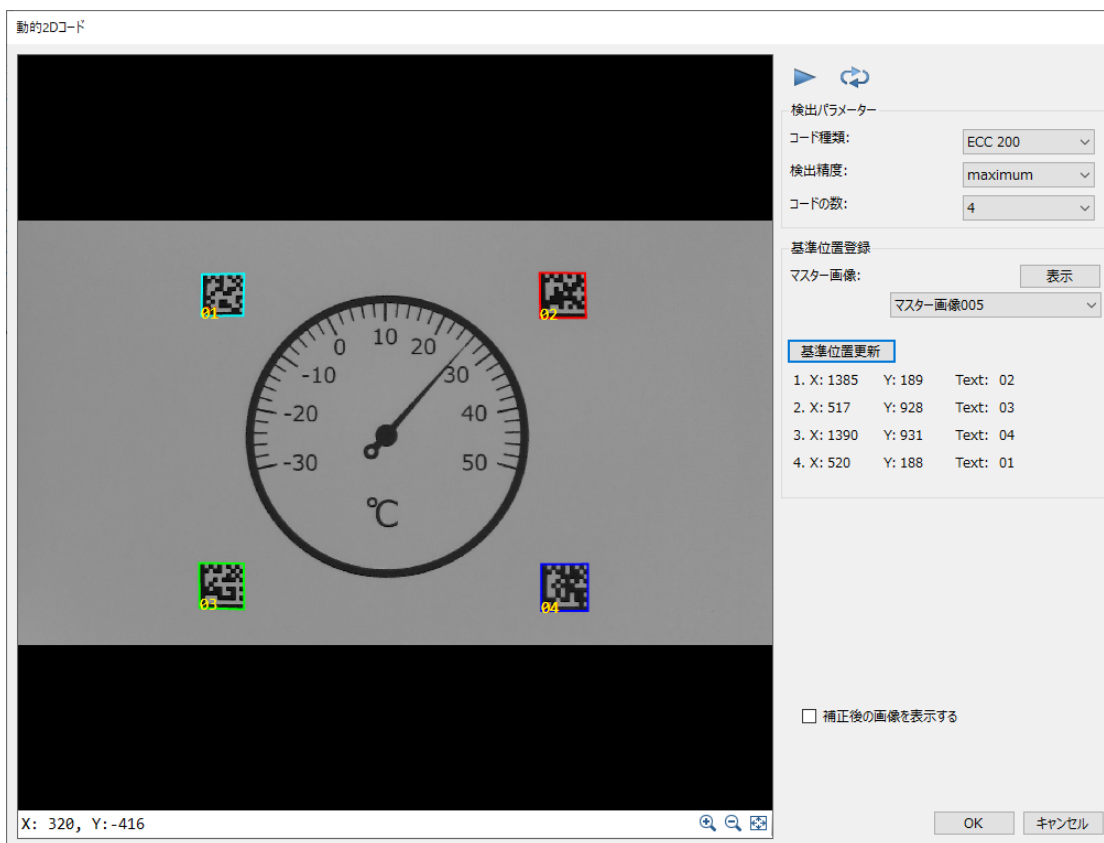 動的2Dコード
検出パラメーター
コード種類:
ECC 200
検出精度:
maximum
コードの数:
4
基準位置登録
マスター画像:
表示
マスター画像005
基準位置更新
1. X: 1385 Y: 189 Text: 02
2. X: 517 Y: 928 Text: 03
3. X: 1390 Y: 931 Text: 04
4. X: 520 Y: 188 Text: 01
01
02
0
10
20
-10
30
-20
40
-30
50
℃
03
04
補正後の画像を表示する
X: 320, Y:-416
OK
キャンセル